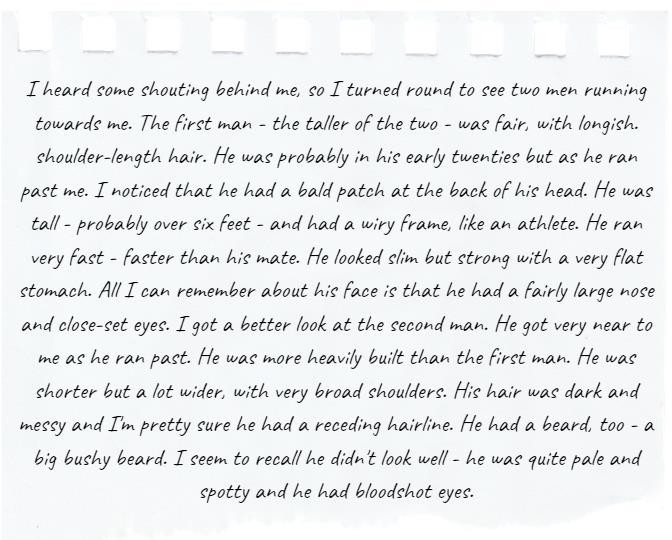 I heard some shouting behind me, so I turned round to see two men running
towards me. The first man - the taller of the two - was fair, with longish.
shoulder-length hair. He was probably in his early twenties but as he ran
past me. I noticed that he had a bald patch at the back of his head. He was
tall - probably over six feet - and had a wiry frame, like an athlete. He ran
very fast - faster than his mate. He looked slim but strong with a very flat
stomach. All I can remember about his face is that he had a fairly large nose
and close-set eyes. I got a better look at the second man. He got very near to
me as he ran past. He was more heavily built than the first man. He was
shorter but a lot wider, with very broad shoulders. His hair was dark and
messy and I'm pretty sure he had a receding hairline. He had a beard, too - a
big bushy beard. I seem to recall he didn't look well - he was quite pale and
spotty and he had bloodshot eyes.